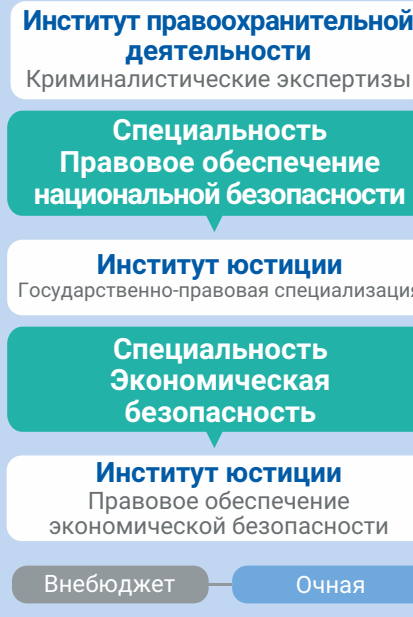 Институт правоохранительной
деятельности
Криминалистические экспертизы
Специальность
Правовое обеспечение
национальной безопасности
Институт юстиции
Государственно-правовая специализация
Специальность
Экономическая
безопасность
Институт юстиции
Правовое обеспечение
экономической безопасности
Внебюджет
Очная